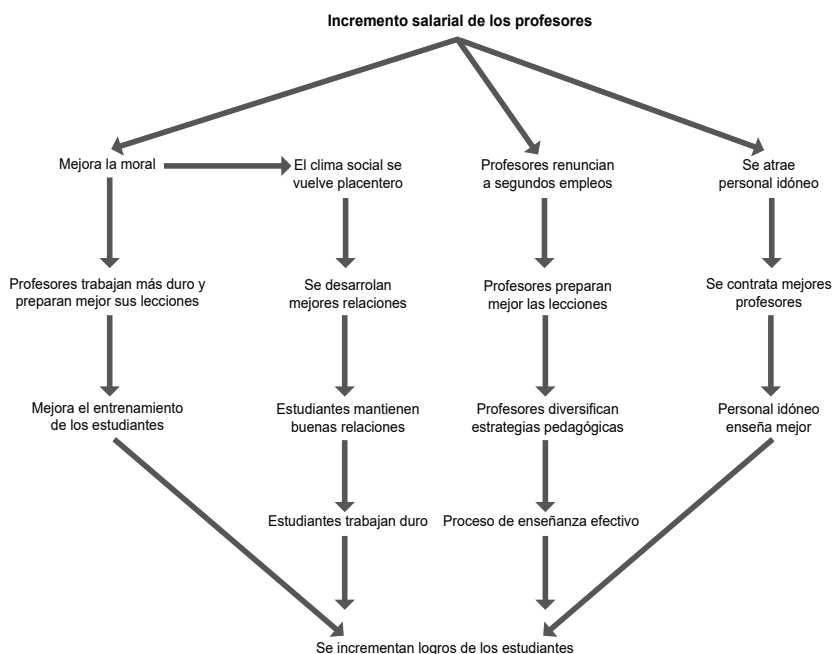 Incremento salarial de los profesores
Mejora la moral
El clima social se
vuelve placentero
Profesores renuncian
a segundos empleos
Se atrae
personal idóneo
Profesores trabajan más duro y
preparan mejor sus lecciones
Se desarrolan
mejores relaciones
Profesores preparan
mejor las lecciones
Se contrata mejores
profesores
Mejora el entrenamiento
de los estudiantes
Estudiantes mantienen
buenas relaciones
Profesores diversifican
estrategias pedagógicas
Personal idóneo
enseña mejor
Estudiantes trabajan duro
Proceso de enseñanza efectivo
Se incrementan logros de los estudiantes